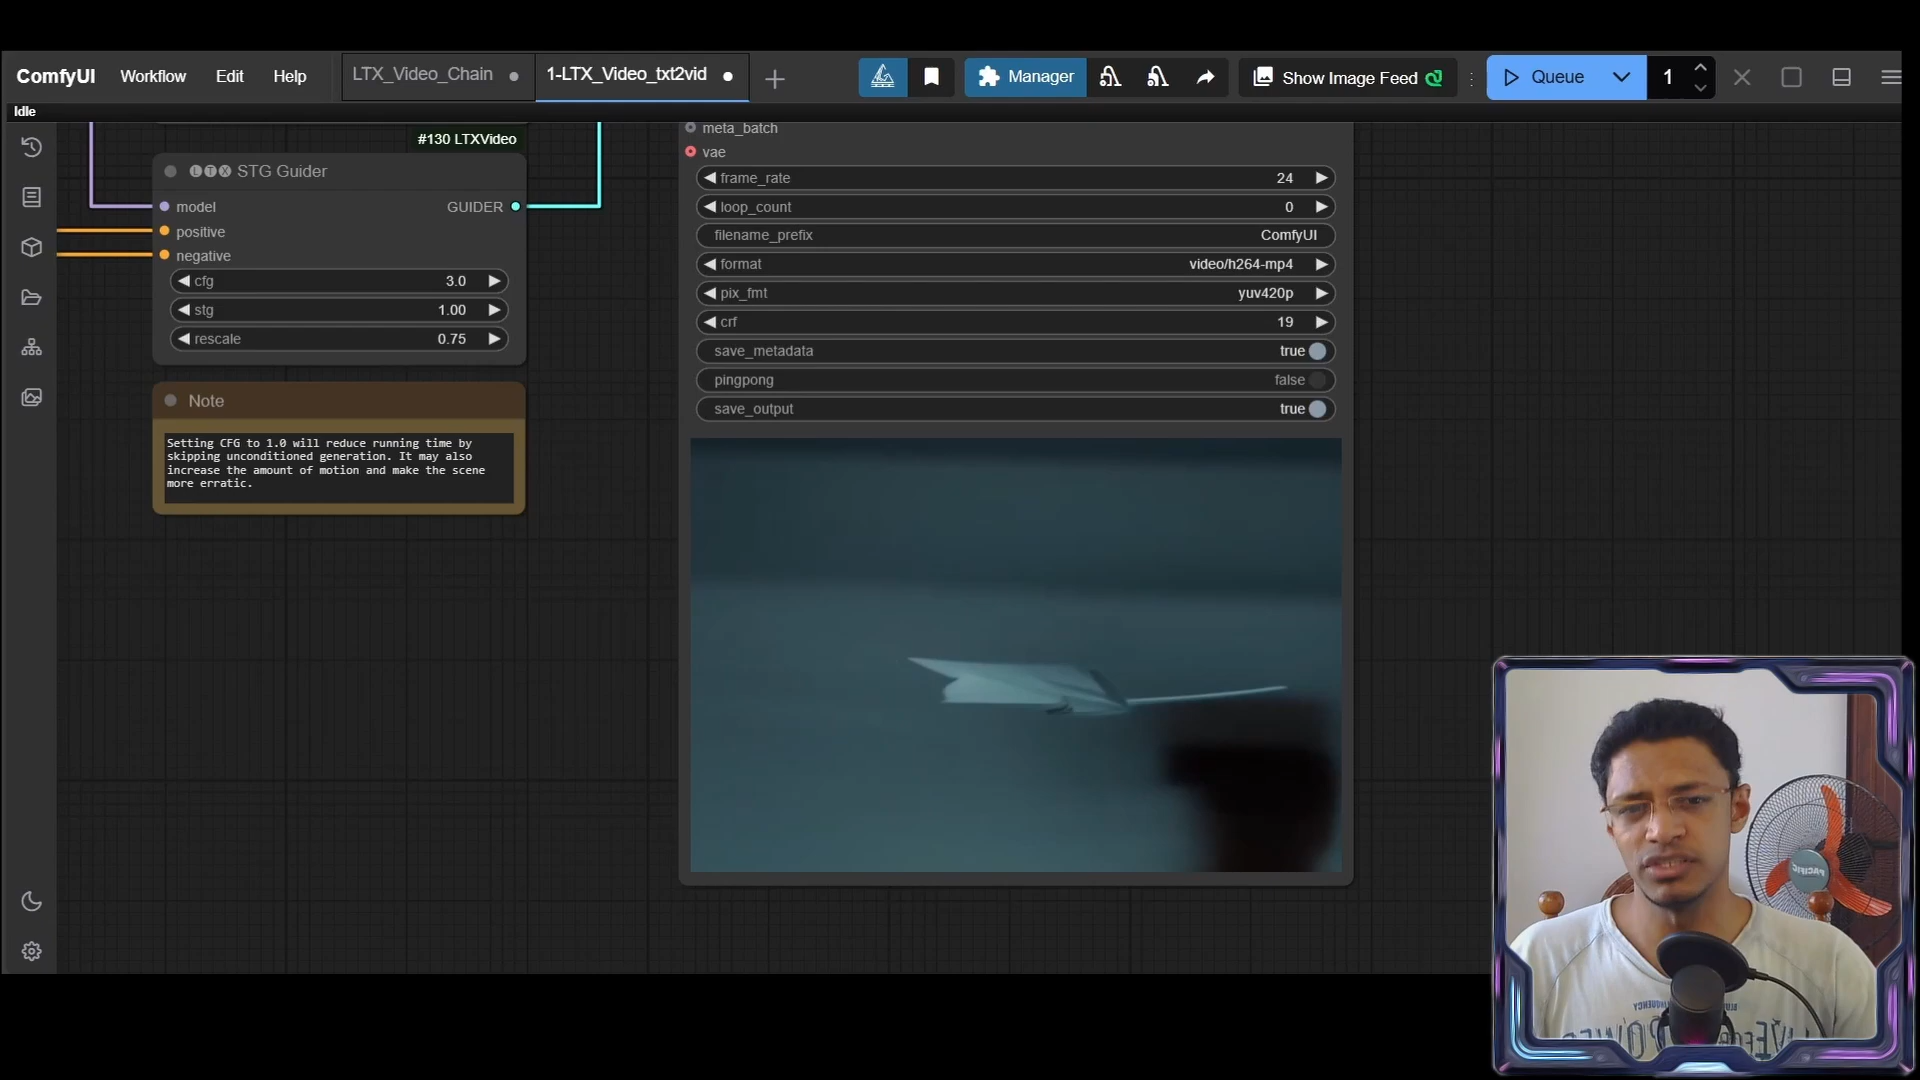 ComfyUI Workflow Edit Help LTX_Video_Chain 1-LTX_Video_txt2vid Manager Show Image Feed Queue 1
Idle
#130 LTXVideo
LTX STG Guider
model GUIDER
positive
negative
cfg 3.0
stg 1.00
rescale 0.75
Note
Setting CFG to 1.0 will reduce running time by
skipping unconditioned generation. It may also
increase the amount of motion and make the scene
more erratic.
meta_batch
vae
frame_rate 24
loop_count 0
filename_prefix ComfyUI
format video/h264-mp4
pix_fmt yuv420p
crf 19
save_metadata true
pingpong false
save_output true
PACIFIC